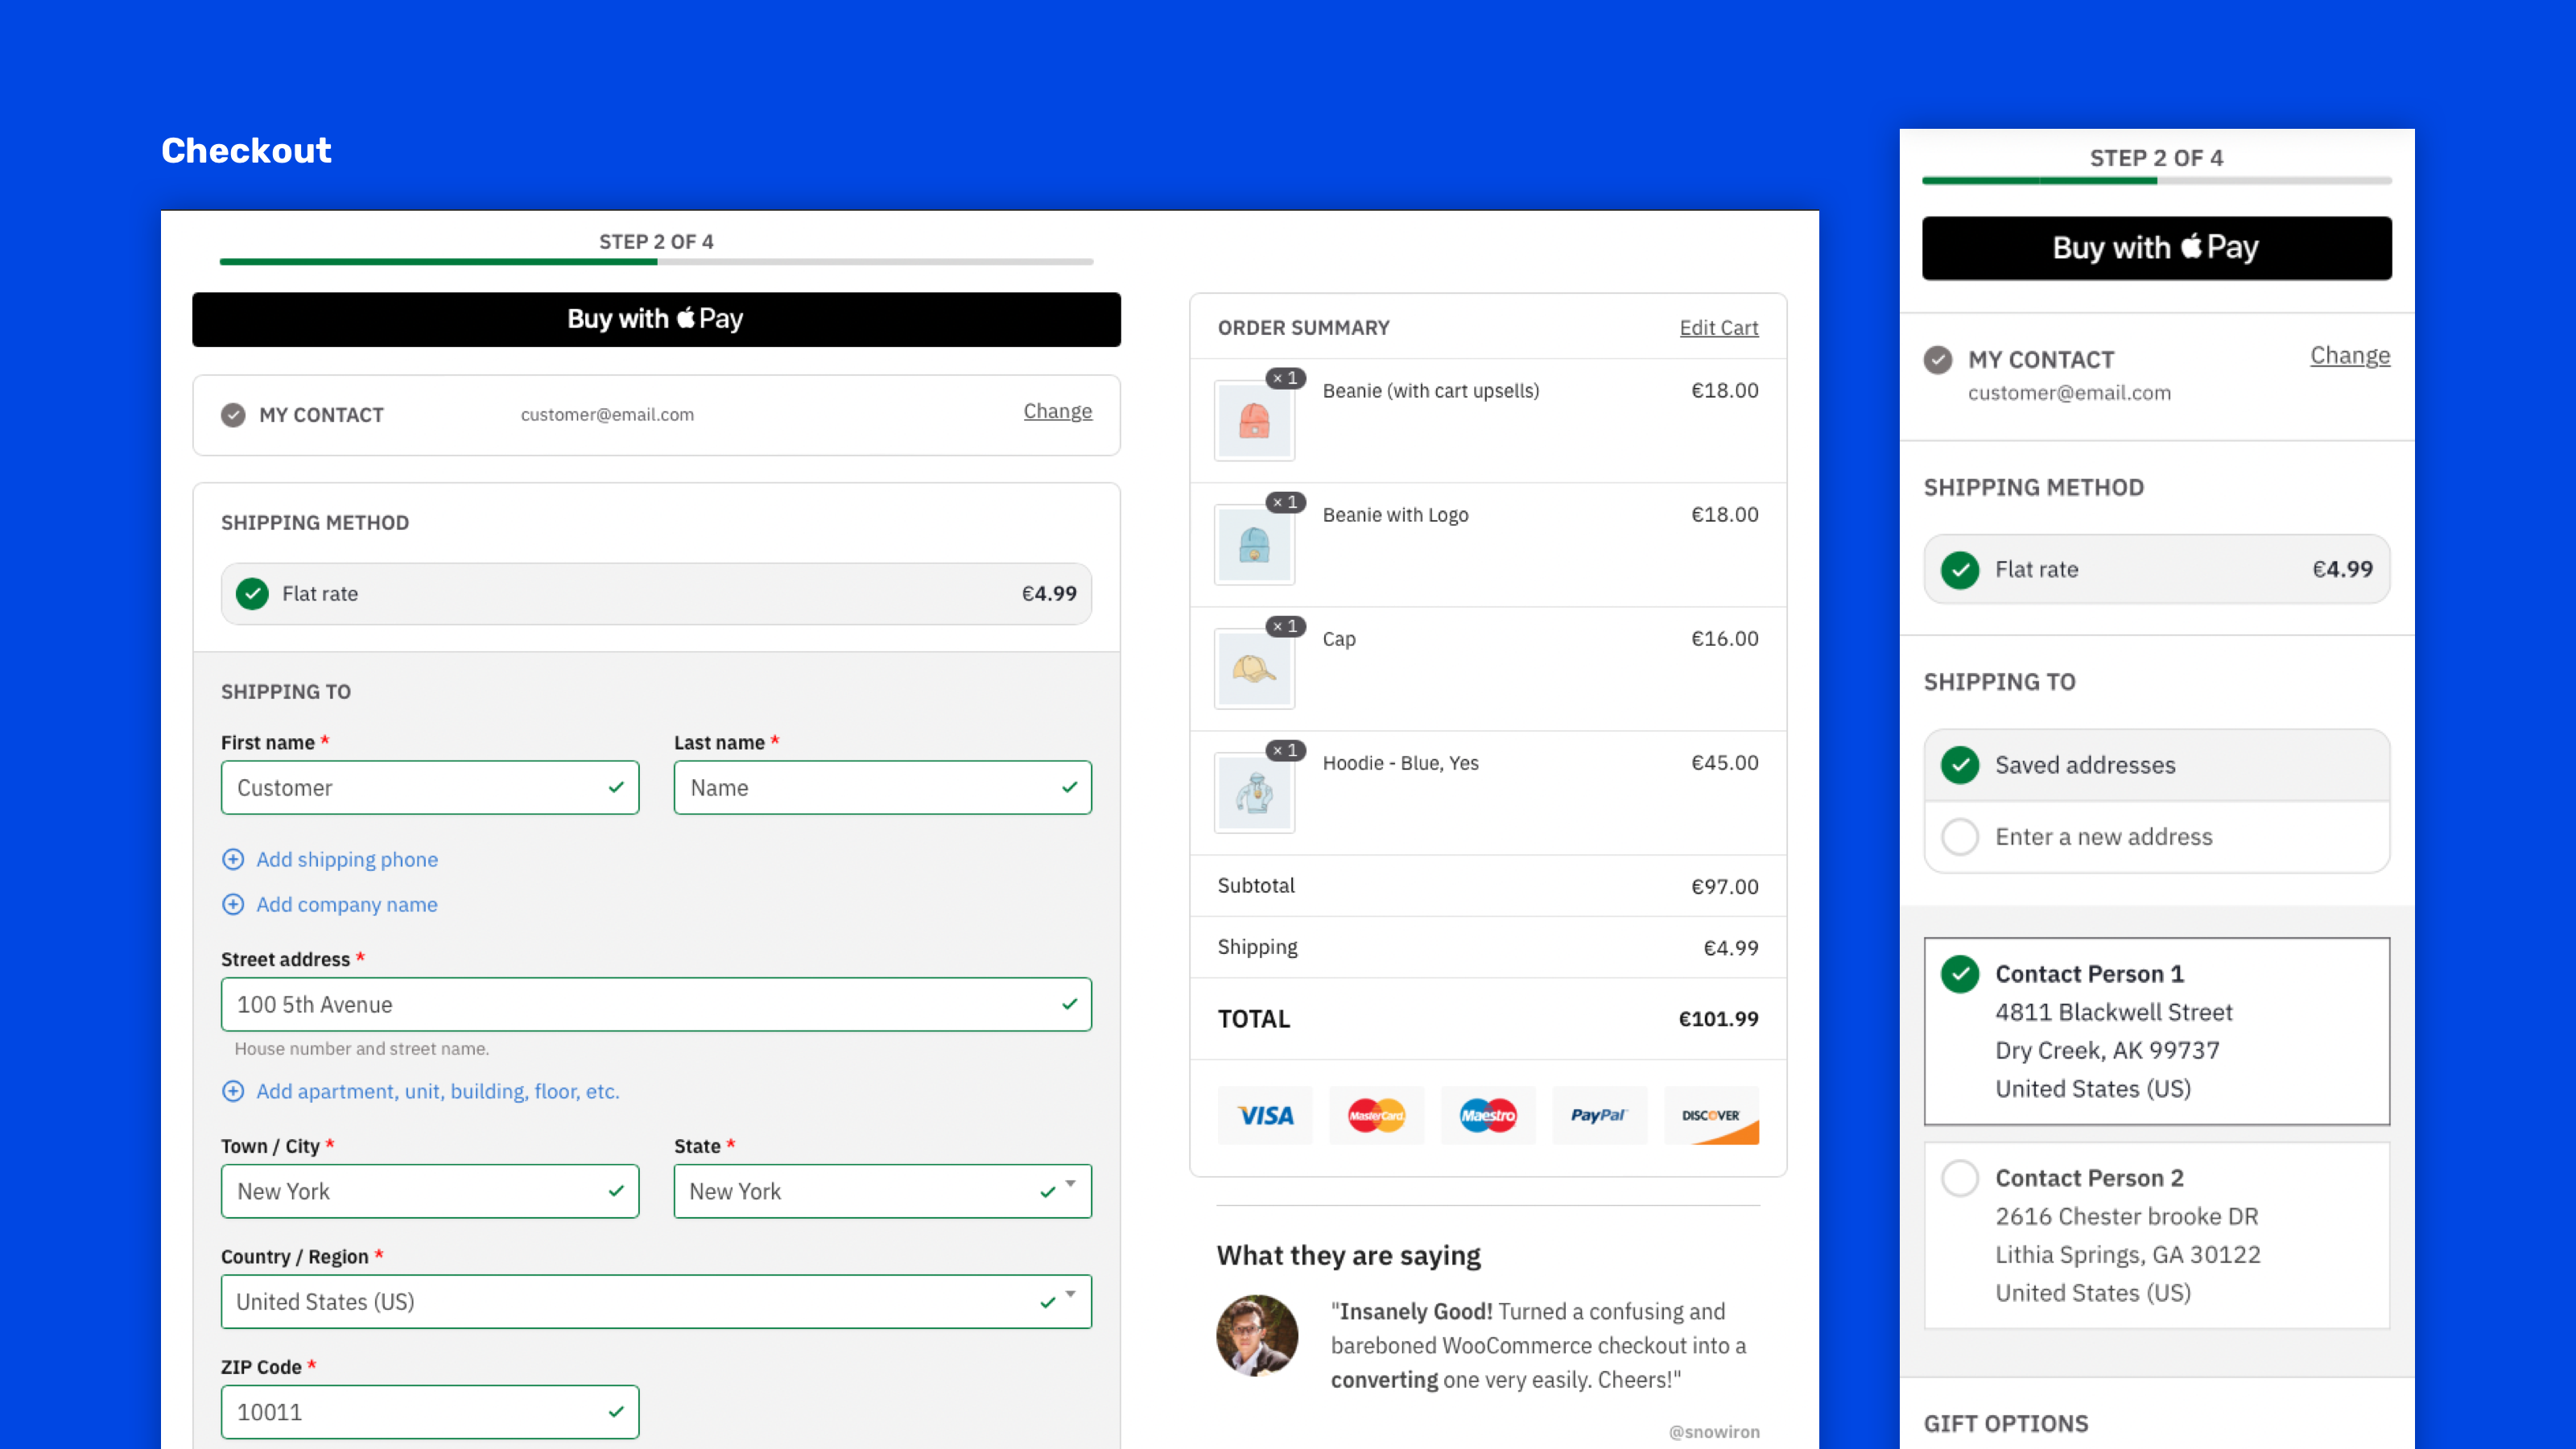 Checkout
STEP 2 OF 4
Buy with Pay
MY CONTACT
customer@email.com
Change
SHIPPING METHOD
Flat rate
€4.99
SHIPPING TO
First name *
Last name *
Customer
Name
Add shipping phone
Add company name
Street address *
100 5th Avenue
House number and street name.
Add apartment, unit, building, floor, etc.
Town / City *
State *
New York
New York
Country / Region *
United States (US)
ZIP Code *
10011
ORDER SUMMARY
Edit Cart
× 1
Beanie (with cart upsells)
€18.00
× 1
Beanie with Logo
€18.00
× 1
Cap
€16.00
× 1
Hoodie - Blue, Yes
€45.00
Subtotal
€97.00
Shipping
€4.99
TOTAL
€101.99
VISA
MasterCard
Maestro
PayPal
DISCOVER
What they are saying
"Insanely Good! Turned a confusing and
bareboned WooCommerce checkout into a
converting one very easily. Cheers!"
@snowiron
STEP 2 OF 4
Buy with Pay
MY CONTACT
Change
customer@email.com
SHIPPING METHOD
Flat rate
€4.99
SHIPPING TO
Saved addresses
Enter a new address
Contact Person 1
4811 Blackwell Street
Dry Creek, AK 99737
United States (US)
Contact Person 2
2616 Chester brooke DR
Lithia Springs, GA 30122
United States (US)
GIFT OPTIONS